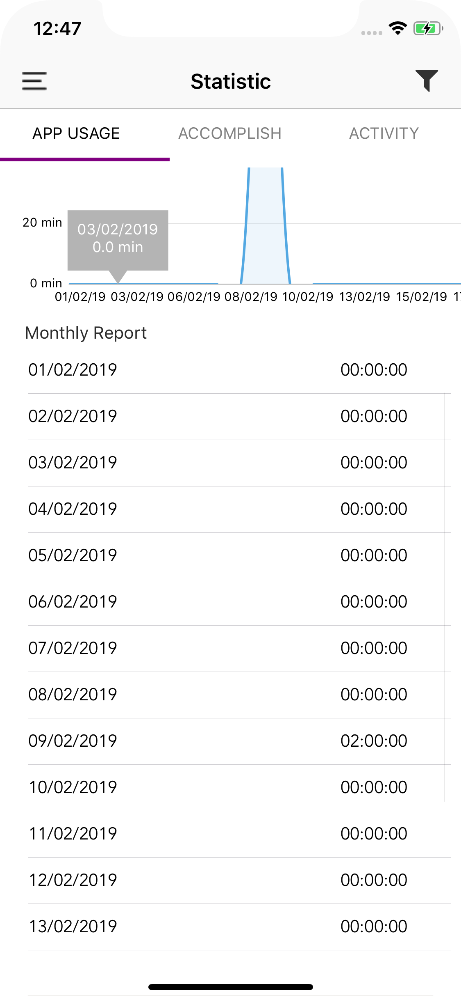 12:47
Statistic
APP USAGE ACCOMPLISH ACTIVITY
20 min
03/02/2019
0.0 min
0 min
01/02/19 03/02/19 06/02/19 08/02/19 10/02/19 13/02/19 15/02/19
Monthly Report
01/02/2019 00:00:00
02/02/2019 00:00:00
03/02/2019 00:00:00
04/02/2019 00:00:00
05/02/2019 00:00:00
06/02/2019 00:00:00
07/02/2019 00:00:00
08/02/2019 00:00:00
09/02/2019 02:00:00
10/02/2019 00:00:00
11/02/2019 00:00:00
12/02/2019 00:00:00
13/02/2019 00:00:00